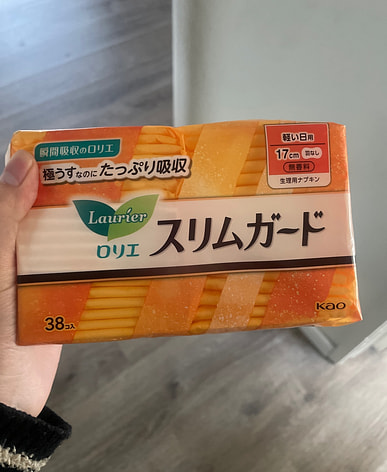 瞬間吸収のロリエ
極うすなのにたっぷり吸収
軽い日用
17cm 羽なし
無香料
生理用ナプキン
Laurier
ロリエ
スリムガード
38コ入
Kao